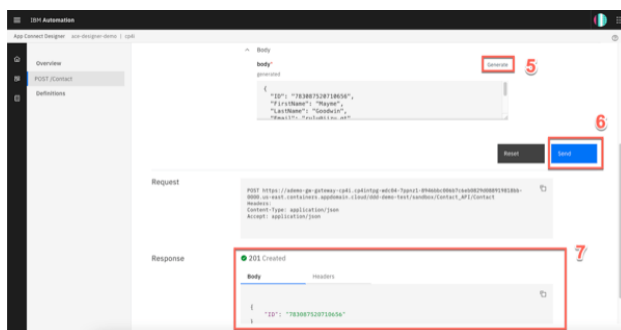 IBM Automation
App Connect Designer ace-designer-demo | cp4i
Overview
POST /Contact
Definitions
Body
body*
generated
Generate
5
{
"ID": "783087520710656",
"FirstName": "Mayme",
"LastName": "Goodwin",
6
Reset
Send
Request
Headers:
Content-Type: application/json
Accept: application/json
Response
201 Created
7
Body
Headers
{
"ID": "783087520710656"
}